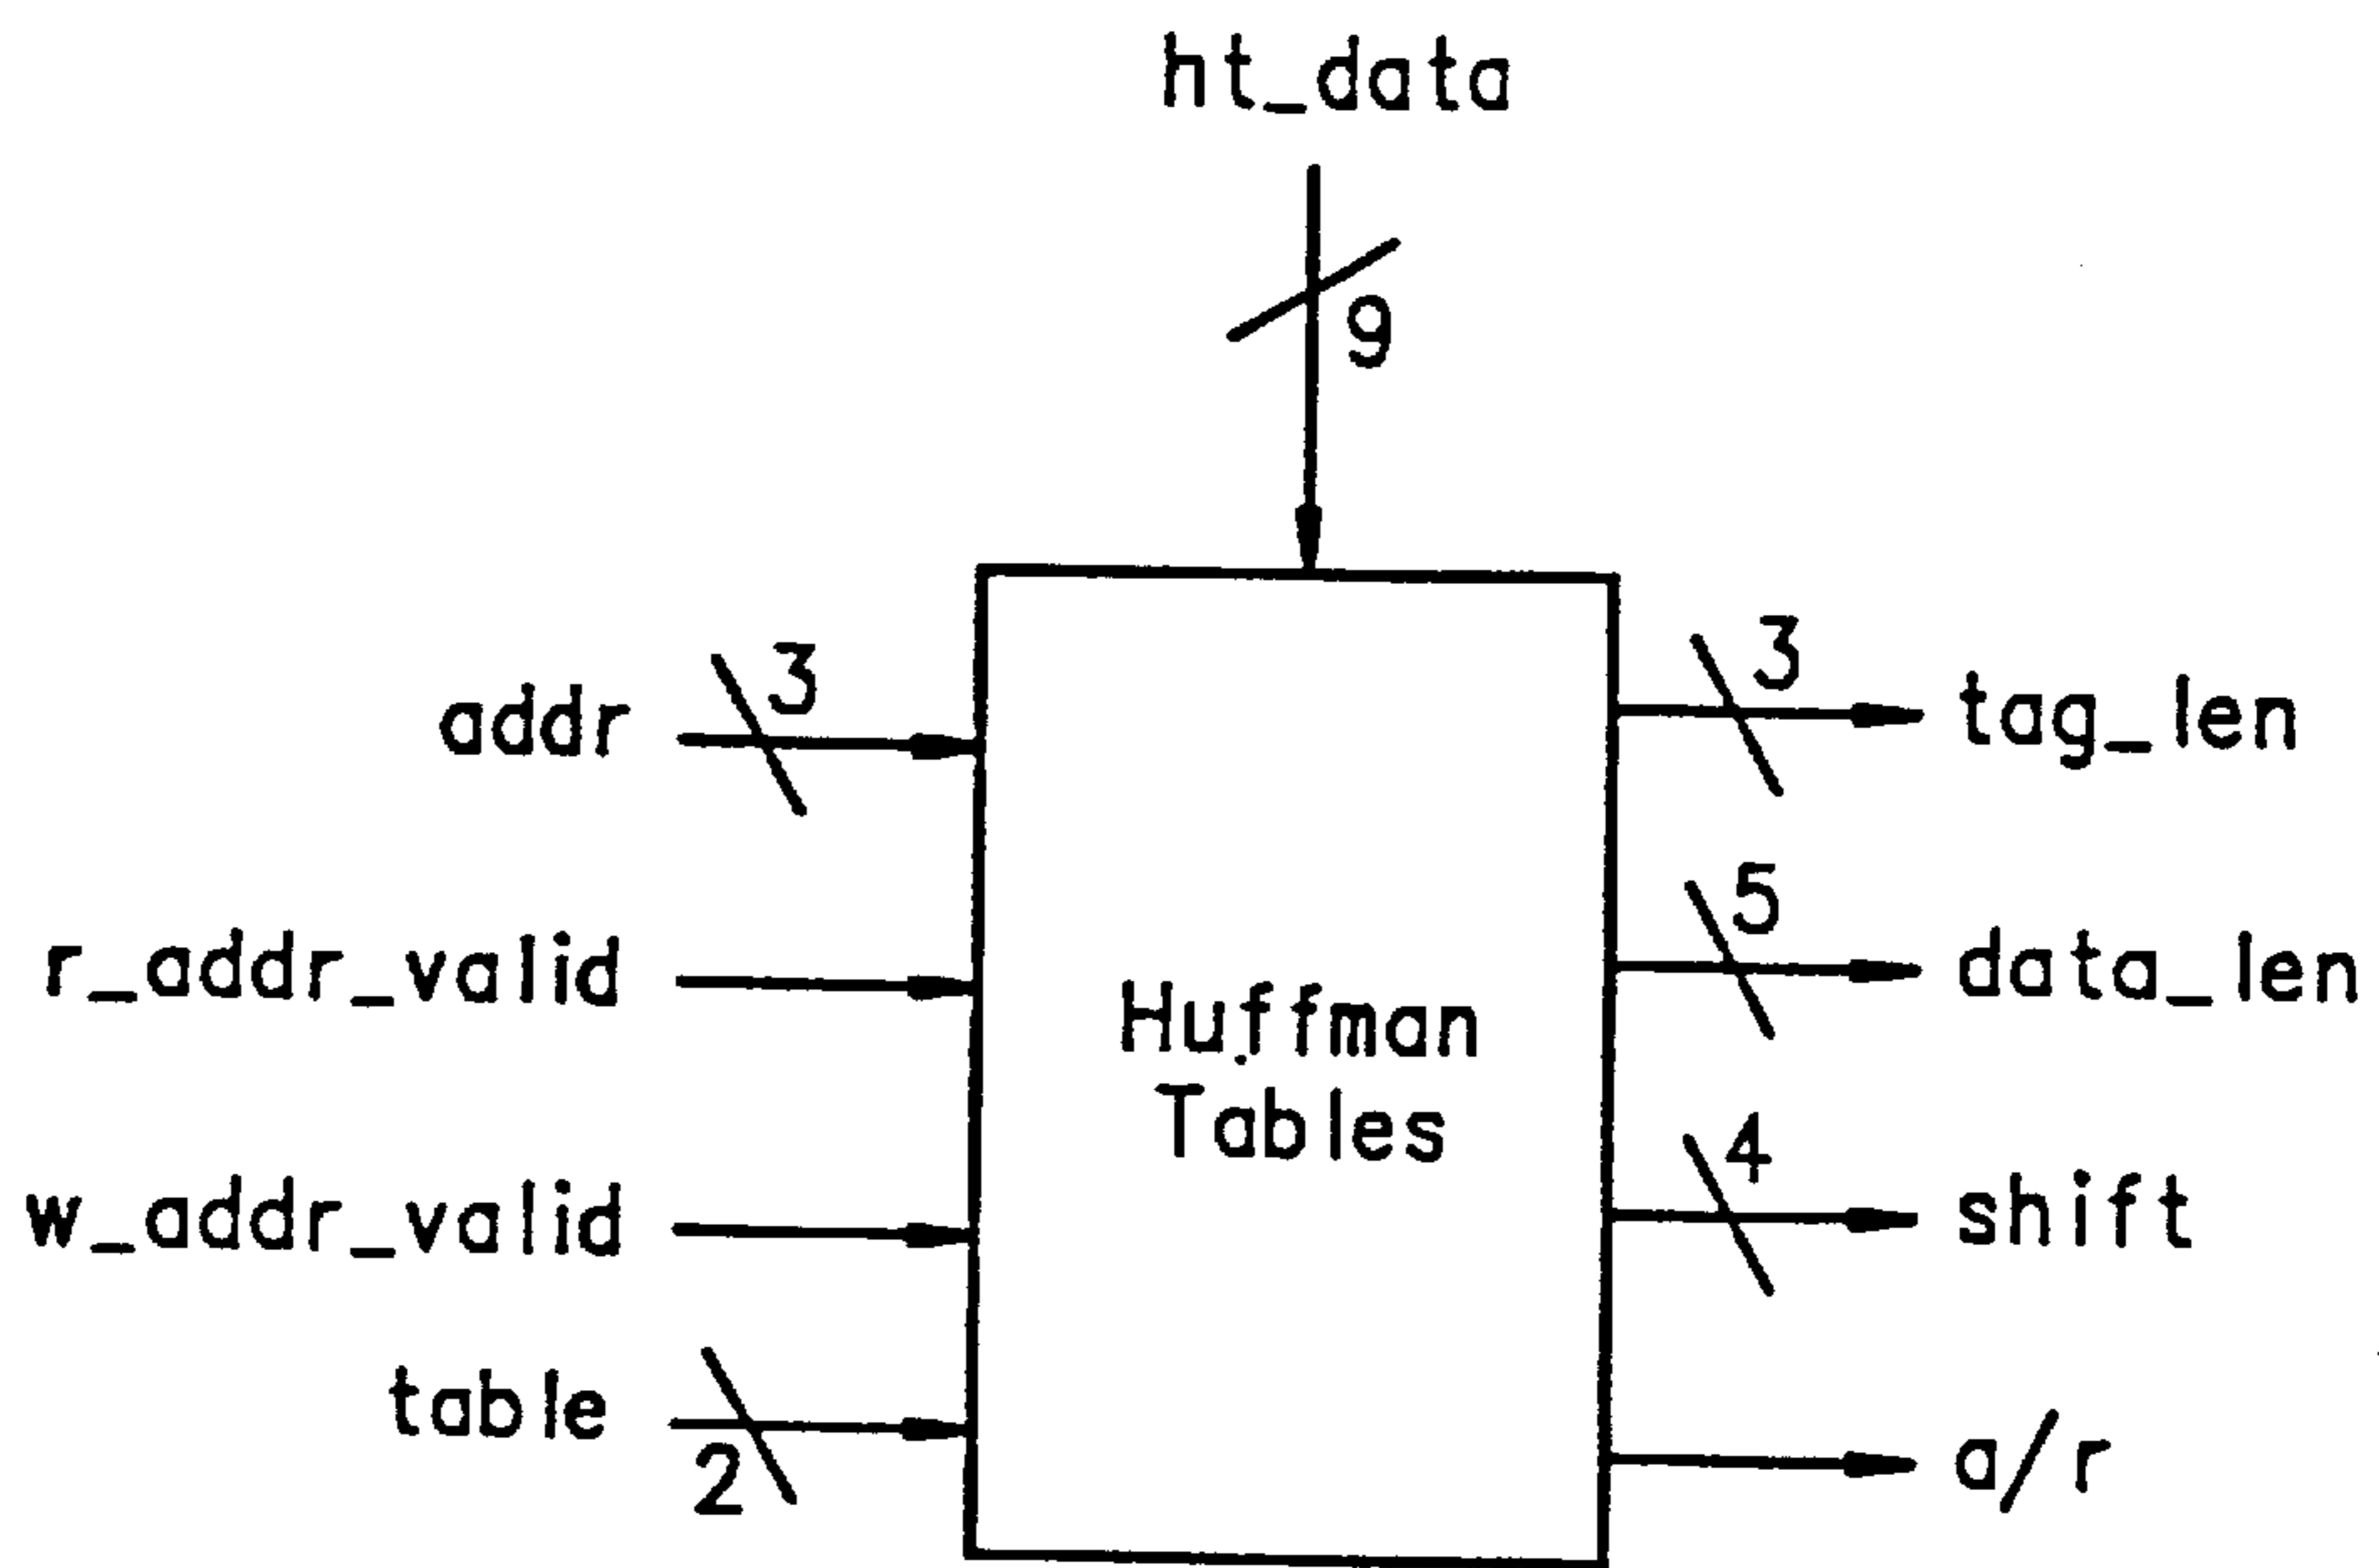 ht_data
9
addr
3
3
tag_len
r_addr_valid
5
data_len
Huffman
Tables
w_addr_valid
4
shift
table
2
a/r